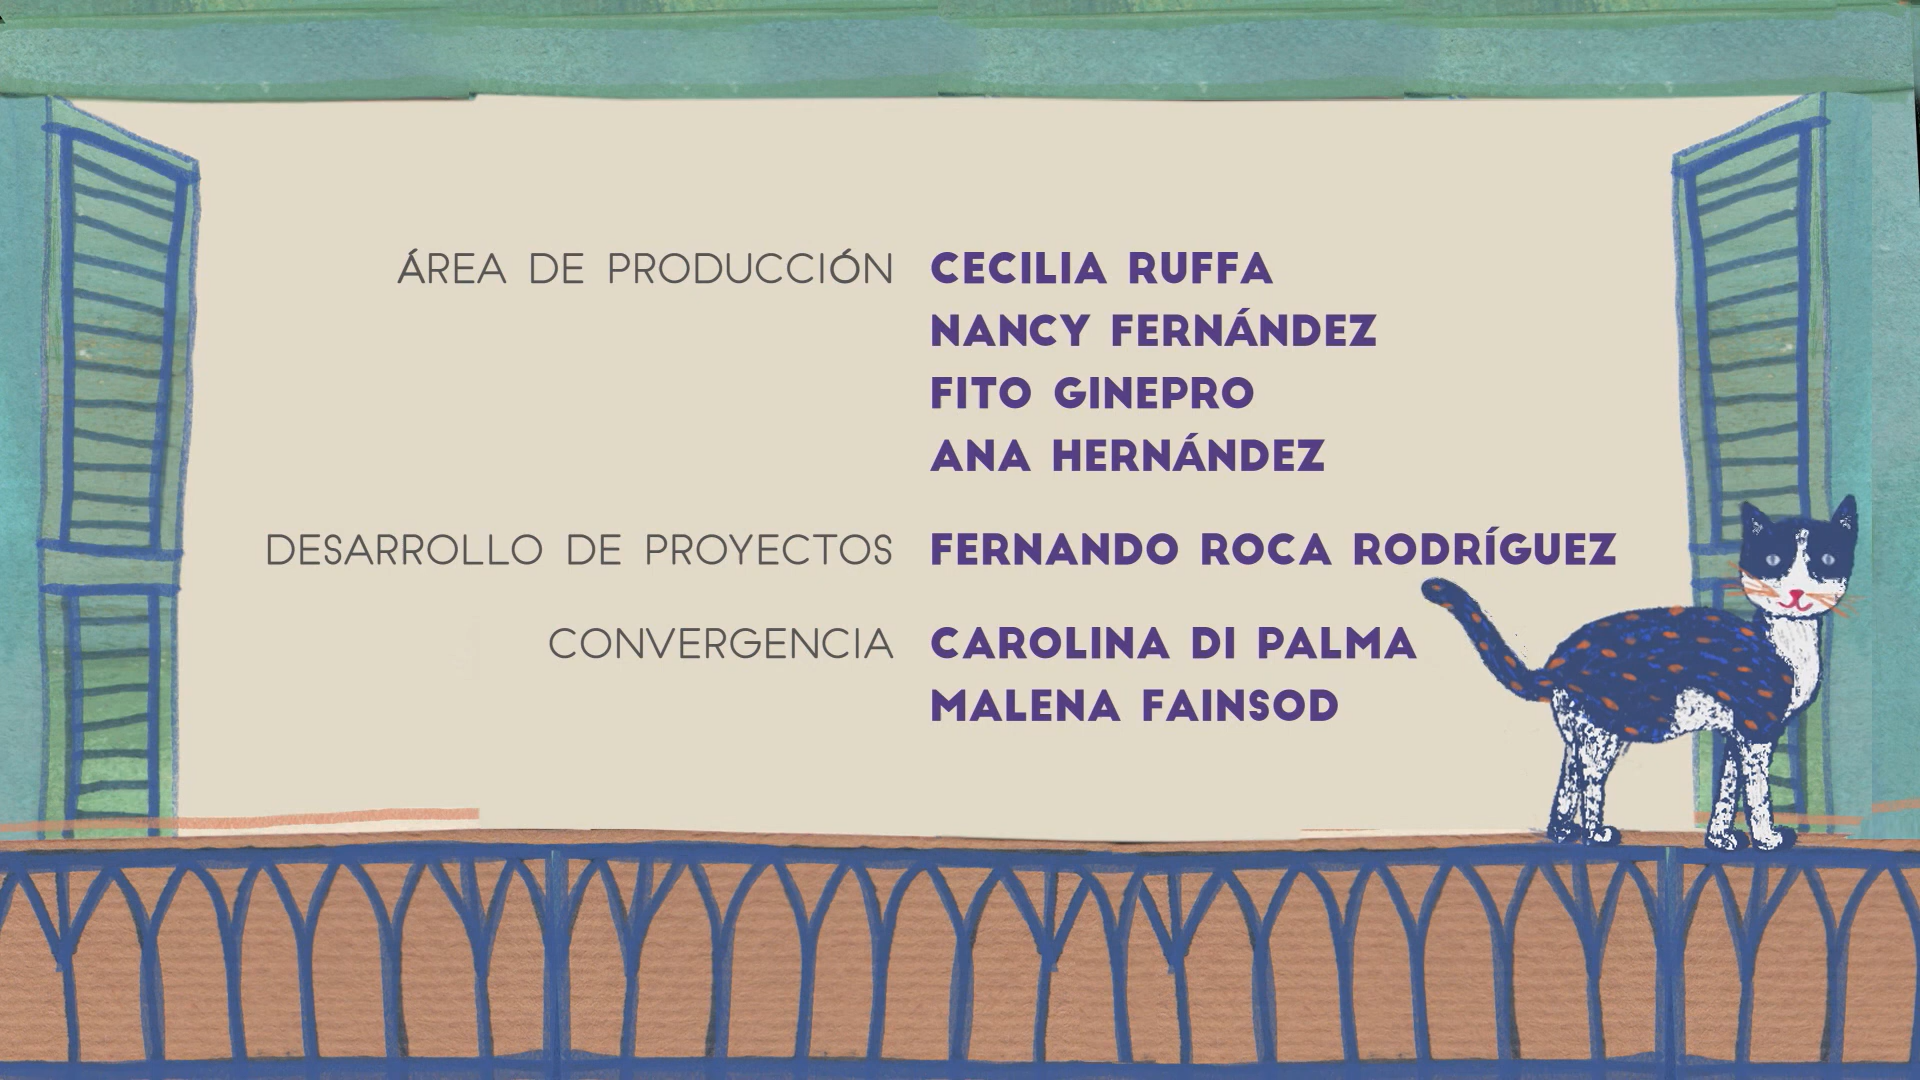 ÁREA DE PRODUCCIÓN CECILIA RUFFA
NANCY FERNÁNDEZ
FITO GINEPRO
ANA HERNÁNDEZ
DESARROLLO DE PROYECTOS FERNANDO ROCA RODRÍGUEZ
CONVERGENCIA CAROLINA DI PALMA
MALENA FAINSOD